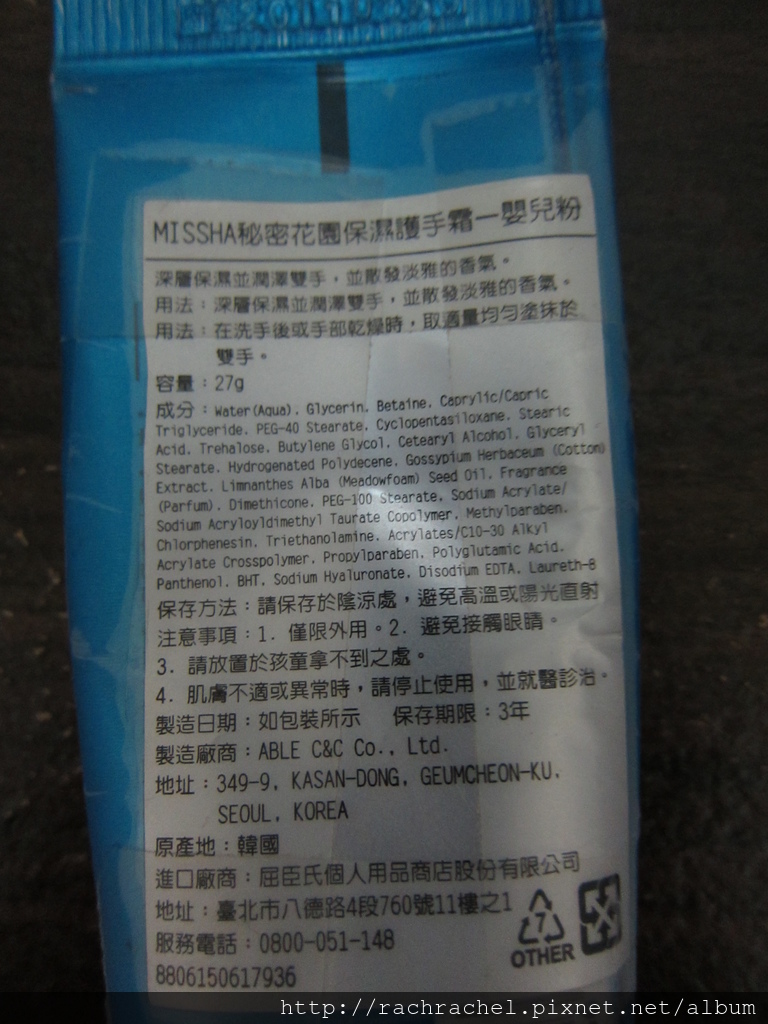 MISSHA秘密花園保濕護手霜—嬰兒粉
深層保濕並潤澤雙手，並散發淡雅的香氣。
用法：深層保濕並潤澤雙手，並散發淡雅的香氣。
用法：在洗手後或手部乾燥時，取適量均勻塗抹於
雙手。
容量：27g
成分：Water(Aqua), Glycerin, Betaine, Caprylic/Capric
Triglyceride, PEG-40 Stearate, Cyclopentasiloxane, Stearic
Acid, Trehalose, Butylene Glycol, Cetearyl Alcohol, Glyceryl
Stearate, Hydrogenated Polydecene, Gossypium Herbaceum (Cotton)
Extract, Limnanthes Alba (Meadowfoam) Seed Oil, Fragrance
(Parfum), Dimethicone, PEG-100 Stearate, Sodium Acrylate/
Sodium Acryloyldimethyl Taurate Copolymer, Methylparaben,
Chlorphenesin, Triethanolamine, Acrylates/C10-30 Alkyl
Acrylate Crosspolymer, Propylparaben, Polyglutamic Acid,
Panthenol, BHT, Sodium Hyaluronate, Disodium EDTA, Laureth-8
保存方法：請保存於陰涼處，避免高溫或陽光直射
注意事項：1. 僅限外用。2. 避免接觸眼睛。
3. 請放置於孩童拿不到之處。
4. 肌膚不適或異常時，請停止使用，並就醫診治。
製造日期：如包裝所示 保存期限：3年
製造廠商：ABLE C&C Co., Ltd.
地址：349-9, KASAN-DONG, GEUMCHEON-KU,
SEOUL, KOREA
原產地：韓國
進口廠商：屈臣氏個人用品商店股份有限公司
地址：臺北市八德路4段760號11樓之1
服務電話：0800-051-148
7
OTHER
8806150617936
http://rachrachel.pixnet.net/album